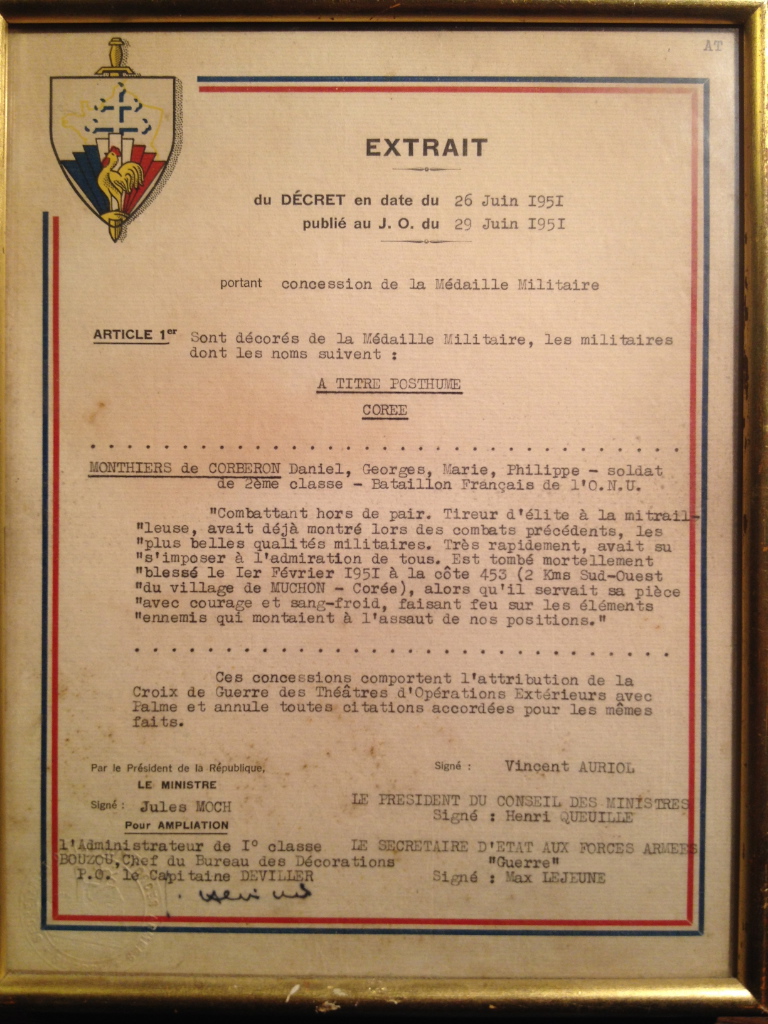 AT
EXTRAIT
du DÉCRET en date du 26 Juin 1951
publié au J. O. du 29 Juin 1951
portant concession de la Médaille Militaire
ARTICLE 1er Sont décorés de la Médaille Militaire, les militaires
dont les noms suivent :
A TITRE POSTHUME
COREE
. . . . . . . . . . . . . . . . . . . . . . . . . . . . . . . . . . .
MONTHIERS de CORBERON Daniel, Georges, Marie, Philippe - soldat
de 2ème classe - Bataillon Français de l'O.N.U.
"Combattant hors de pair. Tireur d'élite à la mitrail-
"leuse, avait déjà montré lors des combats précédents, les
"plus belles qualités militaires. Très rapidement, avait su
"s'imposer à l'admiration de tous. Est tombé mortellement
"blessé le Ier Février I95I à la côte 453 (2 Kms Sud-Ouest
"du village de MUCHON - Corée), alors qu'il servait sa pièce
"avec courage et sang-froid, faisant feu sur les éléments
"ennemis qui montaient à l'assaut de nos positions."
. . . . . . . . . . . . . . . . . . . . . . . . . . . . . . . .
Ces concessions comportent l'attribution de la
Croix de Guerre des Théâtres d'Opérations Extérieurs avec
Palme et annule toutes citations accordées pour les mêmes
faits.
Par le Président de la République,
LE MINISTRE
Signé : Jules MOCH
Pour AMPLIATION
l'Administrateur de I° classe
BOUZOU, Chef du Bureau des Décorations
P.O. le Capitaine DEVILLER
Signé : Vincent AURIOL
LE PRESIDENT DU CONSEIL DES MINISTRES
Signé : Henri QUEUILLE
LE SECRETAIRE D'ETAT AUX FORCES ARMEES
"Guerre"
Signé : Max LEJEUNE